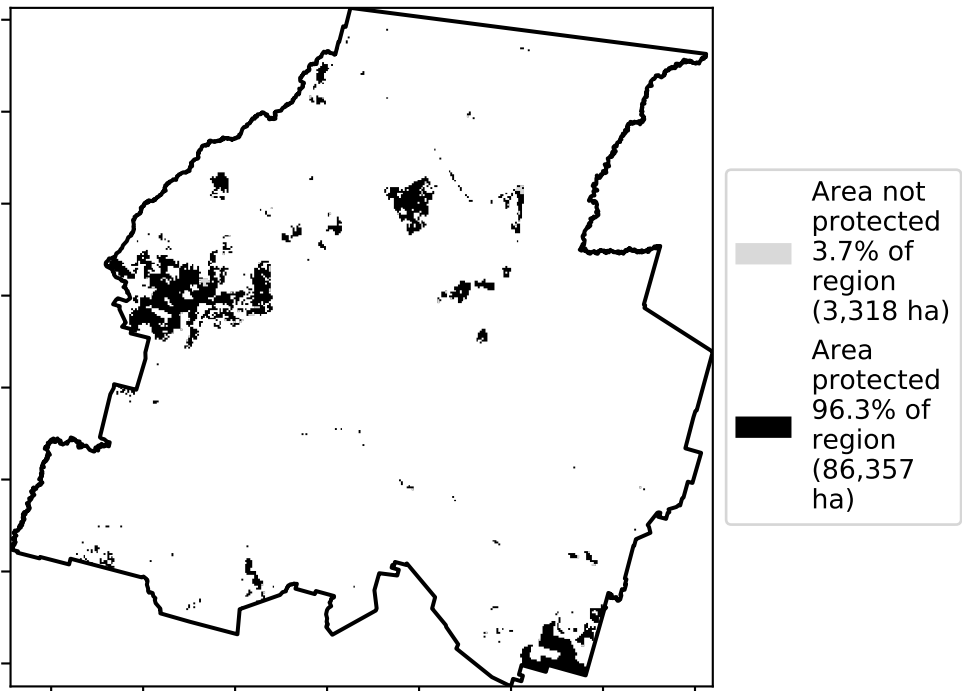 Area not
protected
3.7% of
region
(3,318 ha)
Area
protected
96.3% of
region
(86,357
ha)